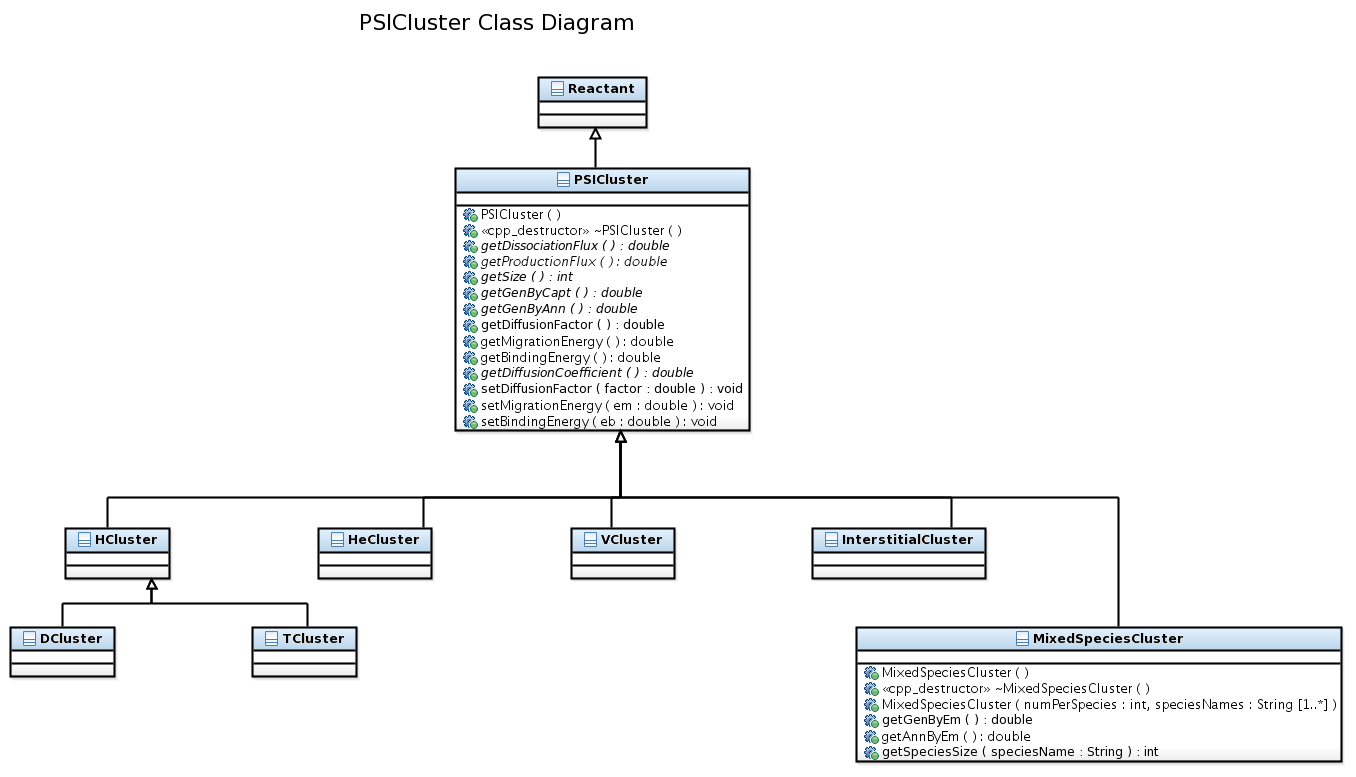 PSICluster Class Diagram
Reactant
PSICluster
PSICluster ( )
«cpp_destructor» ~PSICluster ( )
getDissociationFlux ( ) : double
getProductionFlux ( ) : double
getSize ( ) : int
getGenByCapt ( ) : double
getGenByAnn ( ) : double
getDiffusionFactor ( ) : double
getMigrationEnergy ( ) : double
getBindingEnergy ( ) : double
getDiffusionCoefficient ( ) : double
setDiffusionFactor ( factor : double ) : void
setMigrationEnergy ( em : double ) : void
setBindingEnergy ( eb : double ) : void
HCluster
HeCluster
VCluster
InterstitialCluster
DCluster
TCluster
MixedSpeciesCluster
MixedSpeciesCluster ( )
«cpp_destructor» ~MixedSpeciesCluster ( )
MixedSpeciesCluster ( numPerSpecies : int, speciesNames : String [1..*] )
getGenByEm ( ) : double
getAnnByEm ( ) : double
getSpeciesSize ( speciesName : String ) : int